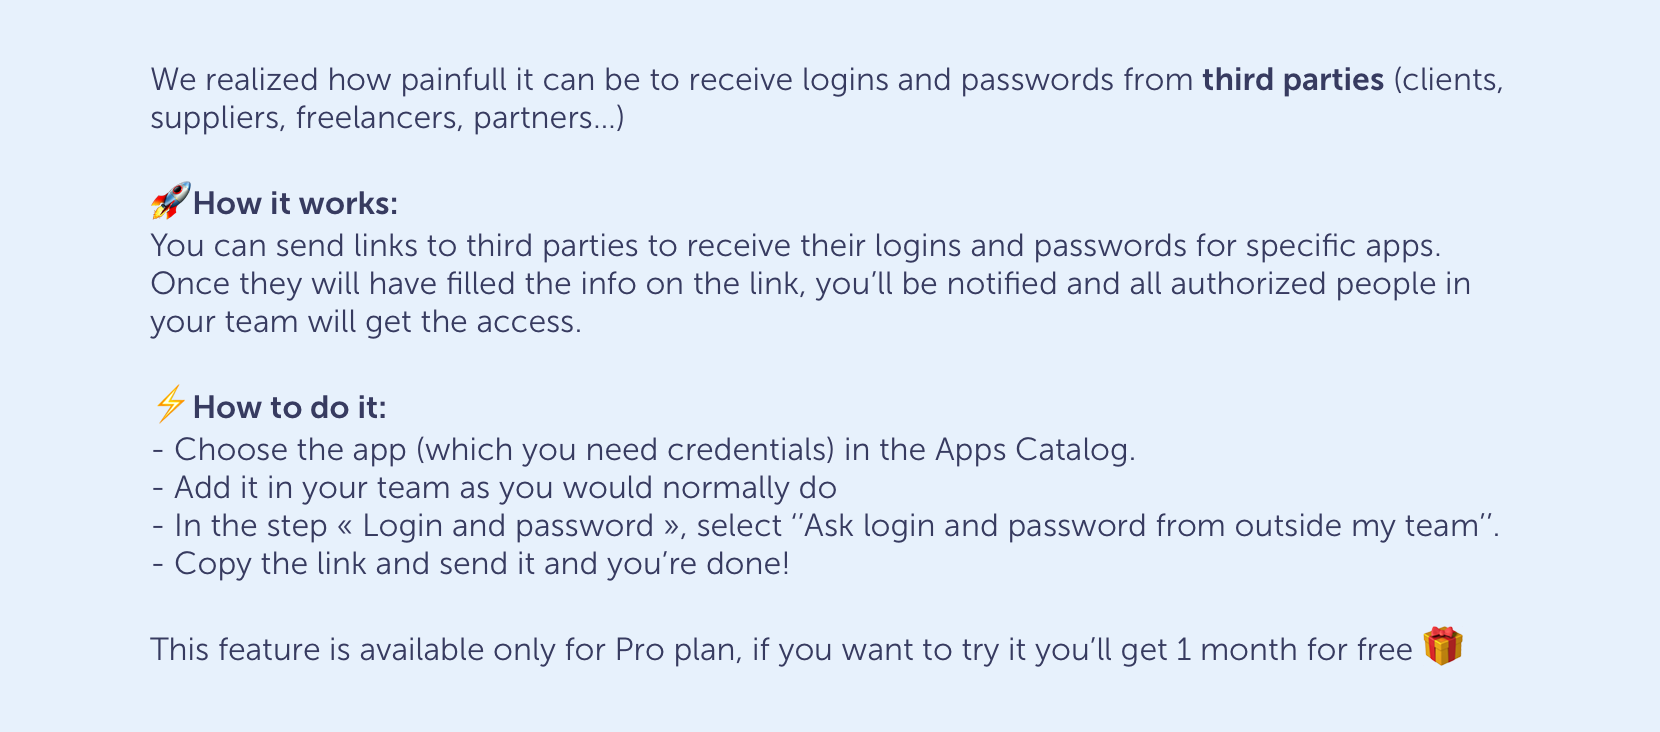 We realized how painfull it can be to receive logins and passwords from third parties (clients,
suppliers, freelancers, partners...)
🚀How it works:
You can send links to third parties to receive their logins and passwords for specific apps.
Once they will have filled the info on the link, you’ll be notified and all authorized people in
your team will get the access.
⚡How to do it:
- Choose the app (which you need credentials) in the Apps Catalog.
- Add it in your team as you would normally do
- In the step « Login and password », select ‘’Ask login and password from outside my team’’.
- Copy the link and send it and you’re done!
This feature is available only for Pro plan, if you want to try it you’ll get 1 month for free 🎁